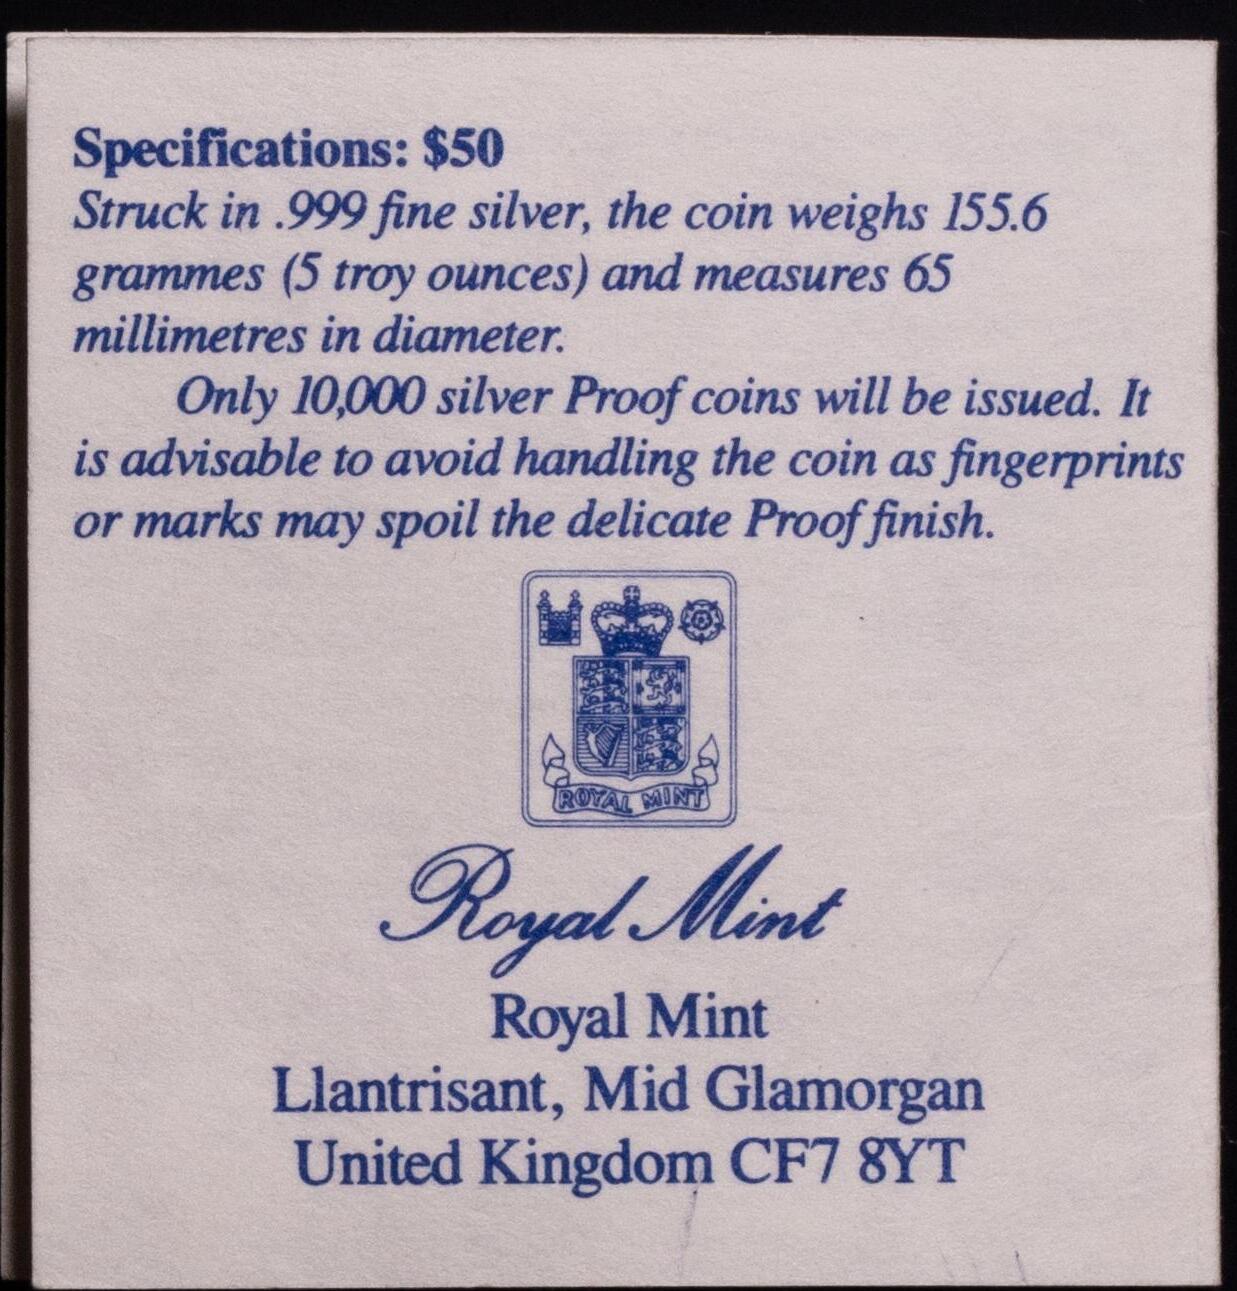 Specifications: $50
Struck in .999 fine silver, the coin weighs 155.6
grammes (5 troy ounces) and measures 65
millimetres in diameter.
Only 10,000 silver Proof coins will be issued. It
is advisable to avoid handling the coin as fingerprints
or marks may spoil the delicate Proof finish.
ROYAL MINT
Royal Mint
Royal Mint
Llantrisant, Mid Glamorgan
United Kingdom CF7 8YT